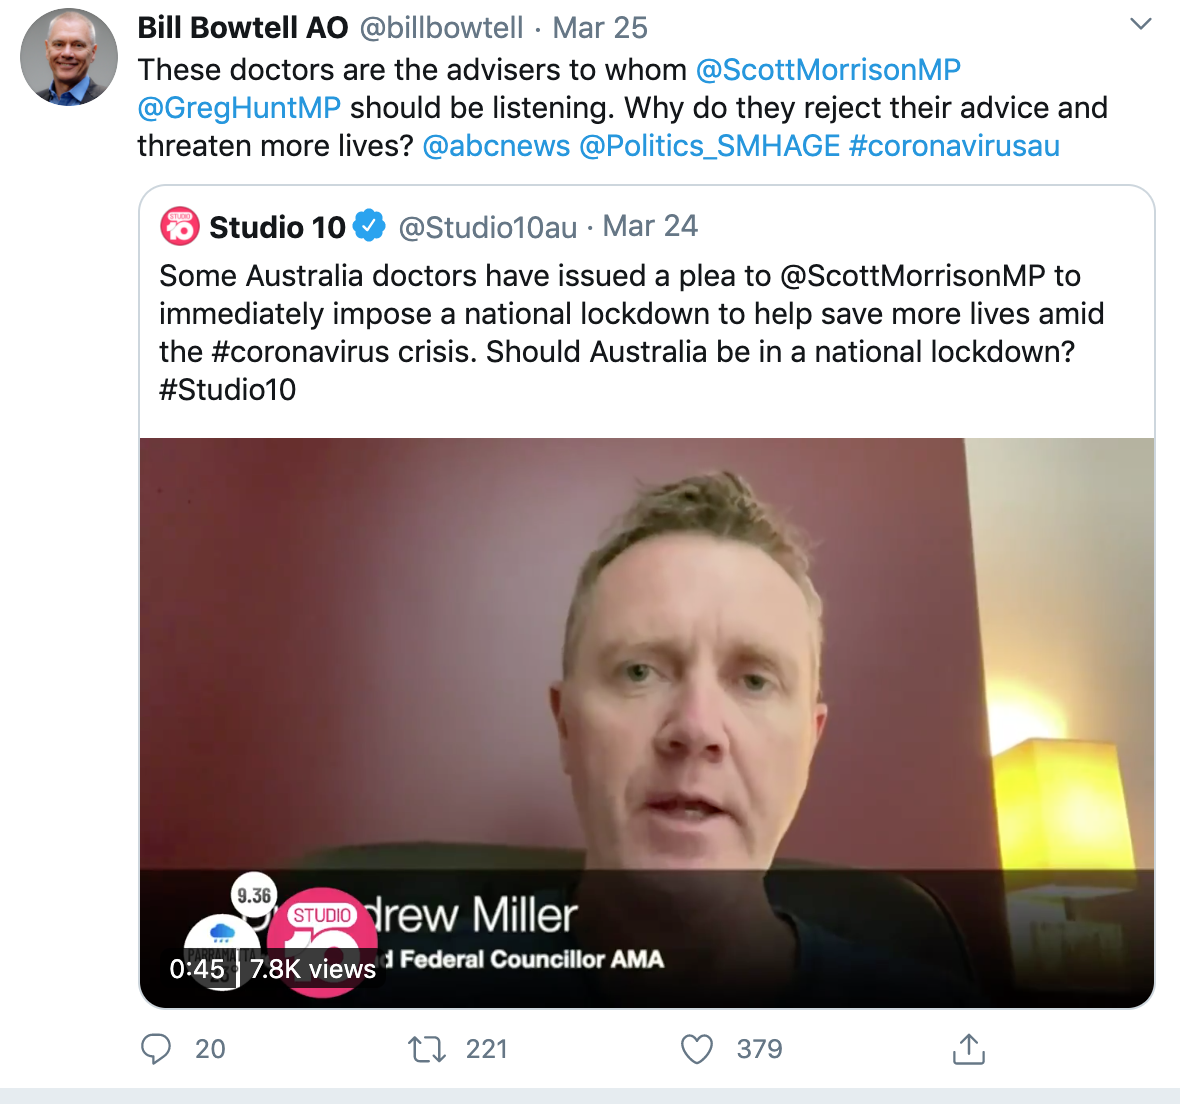 Bill Bowtell AO @billbowtell · Mar 25
These doctors are the advisers to whom @ScottMorrisonMP
@GregHuntMP should be listening. Why do they reject their advice and
threaten more lives? @abcnews @Politics_SMHAGE #coronavirusau
STUDIO 10
Studio 10 @Studio10au · Mar 24
Some Australia doctors have issued a plea to @ScottMorrisonMP to
immediately impose a national lockdown to help save more lives amid
the #coronavirus crisis. Should Australia be in a national lockdown?
#Studio10
9.36
STUDIO
10
drew Miller
PARRAMATTA
d Federal Councillor AMA
0:45 | 7.8K views
20 221 379